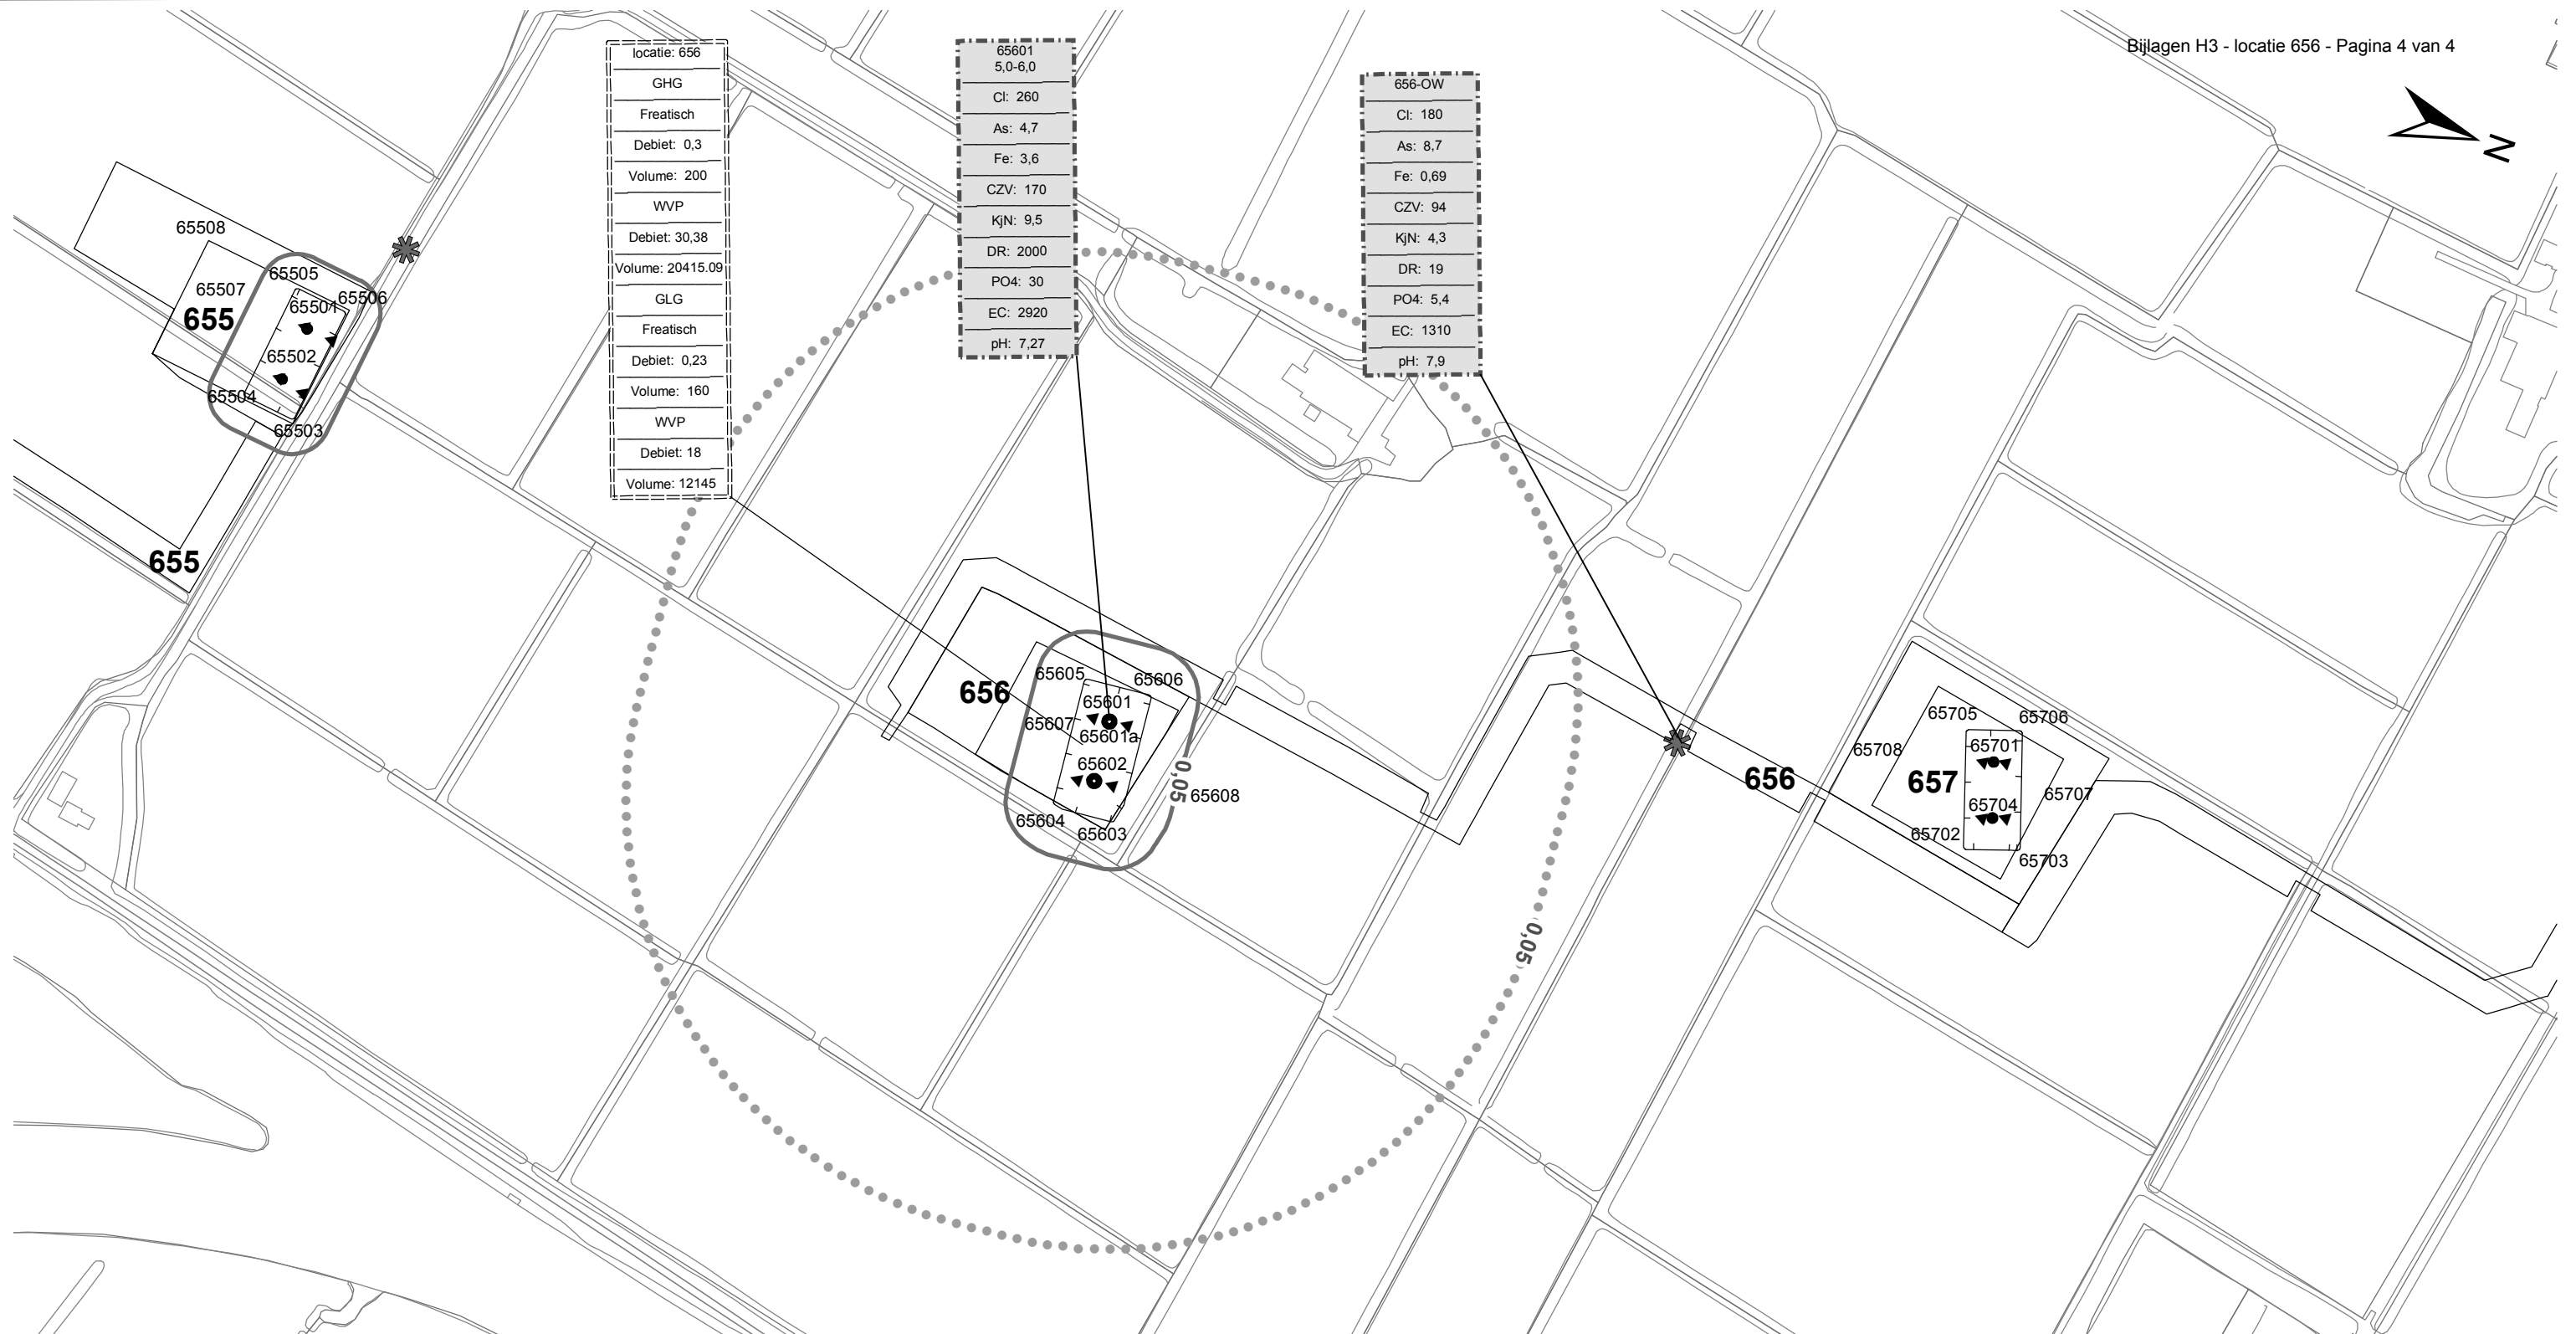 Bijlagen H3 - locatie 656 - Pagina 4 van 4
N
locatie: 656
GHG
Freatisch
Debiet: 0,3
Volume: 200
WVP
Debiet: 30,38
Volume: 20415.09
GLG
Freatisch
Debiet: 0,23
Volume: 160
WVP
Debiet: 18
Volume: 12145
65601
5,0-6,0
Cl: 260
As: 4,7
Fe: 3,6
CZV: 170
KjN: 9,5
DR: 2000
PO4: 30
EC: 2920
pH: 7,27
656-OW
Cl: 180
As: 8,7
Fe: 0,69
CZV: 94
KjN: 4,3
DR: 19
PO4: 5,4
EC: 1310
pH: 7,9
65508
65505
65507
65506
65501
655
65502
65504
65503
655
65605
65606
656
65601
65607
65601a
65602
0,05
65608
65604
65603
0,05
656
65705
65706
65701
65708
657
65707
65704
65702
65703